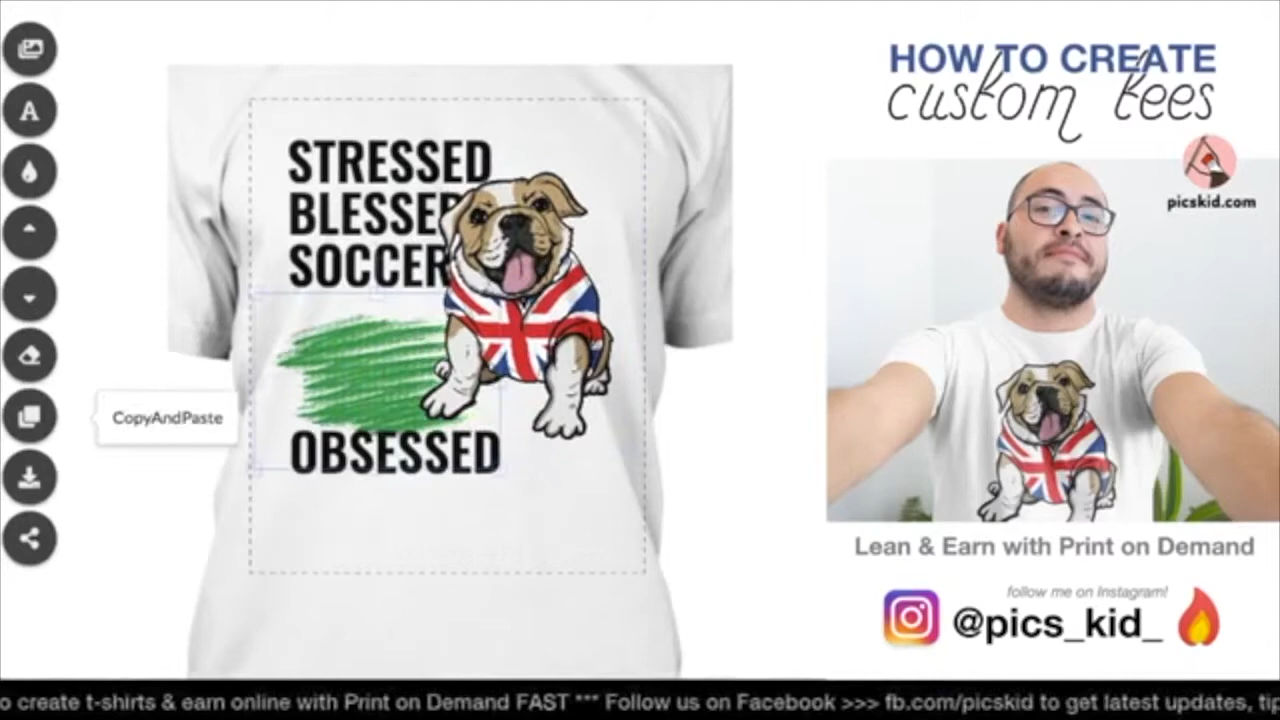 HOW TO CREATE
custom tees
picskid.com
STRESSED
BLESSED
SOCCER
OBSESSED
A
CopyAndPaste
Lean & Earn with Print on Demand
follow me on Instagram!
@pics_kid_
o create t-shirts & earn online with Print on Demand FAST *** Follow us on Facebook >>> fb.com/picskid to get latest updates, tip